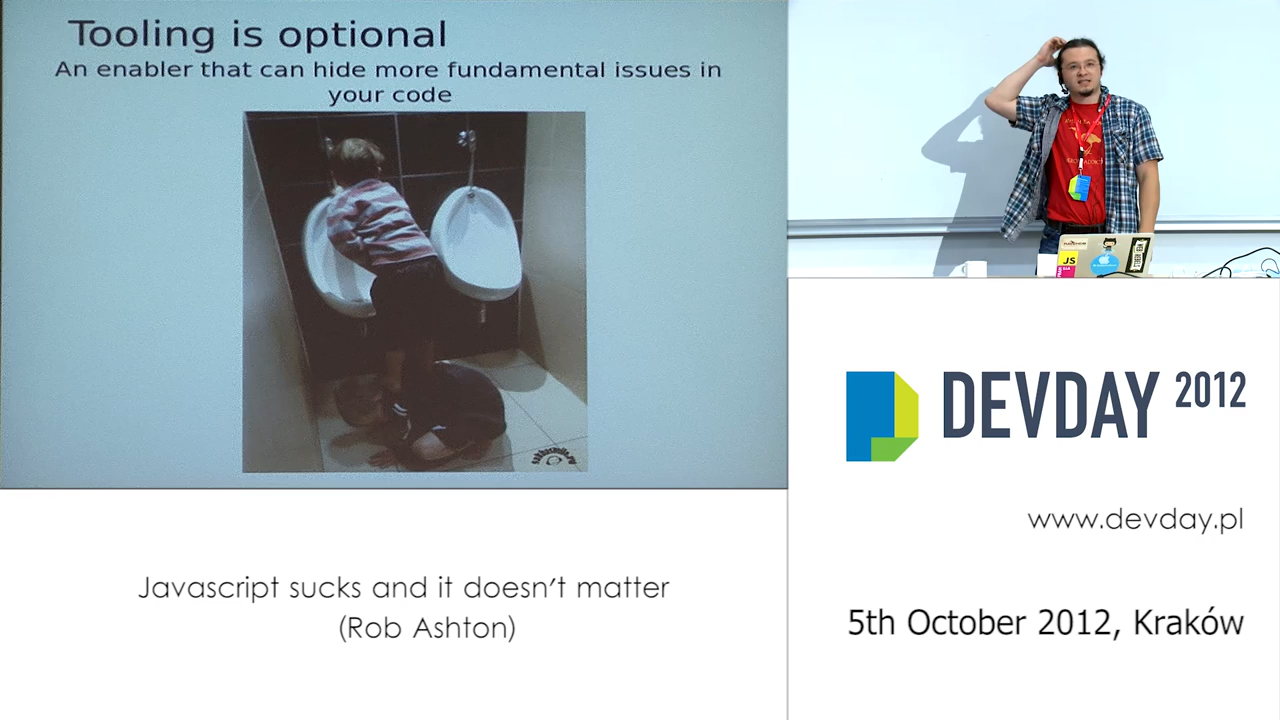 Tooling is optional
An enabler that can hide more fundamental issues in
your code
JS
DEVDAY 2012
www.devday.pl
5th October 2012, Kraków
Javascript sucks and it doesn't matter
(Rob Ashton)